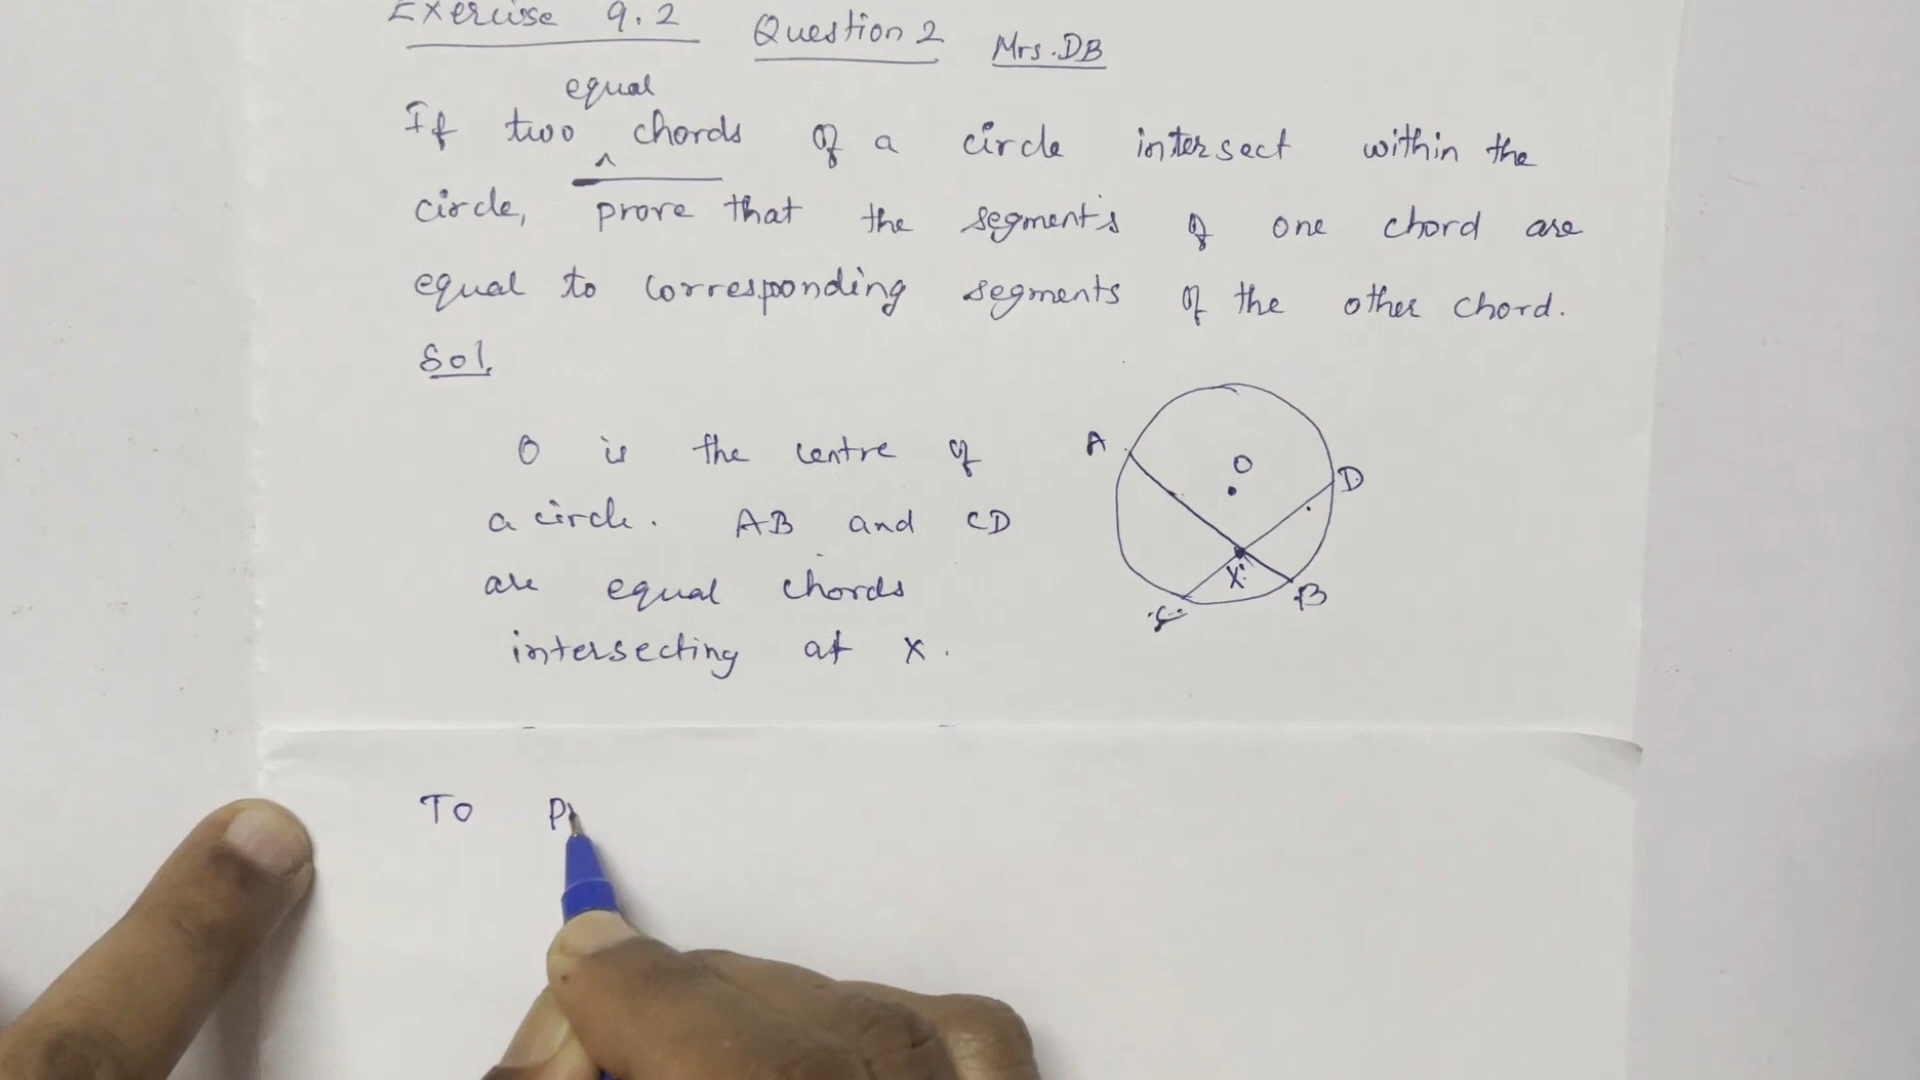 Exercise 9.2 Question 2 Mrs. DB
equal
If two ^ chords of a circle intersect within the
circle, prove that the segments of one chord are
equal to corresponding segments of the other chord.
Sol.
O is the centre of
a circle. AB and CD
are equal chords
intersecting at X.
A
O
D
X
B
C
To Pr